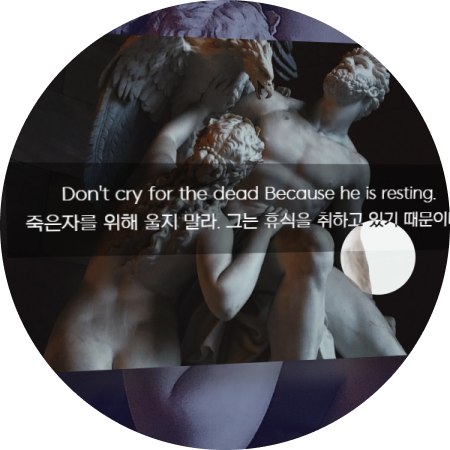 Don't cry for the dead Because he is resting.
죽은자를 위해 울지 말라. 그는 휴식을 취하고 있기 때문이